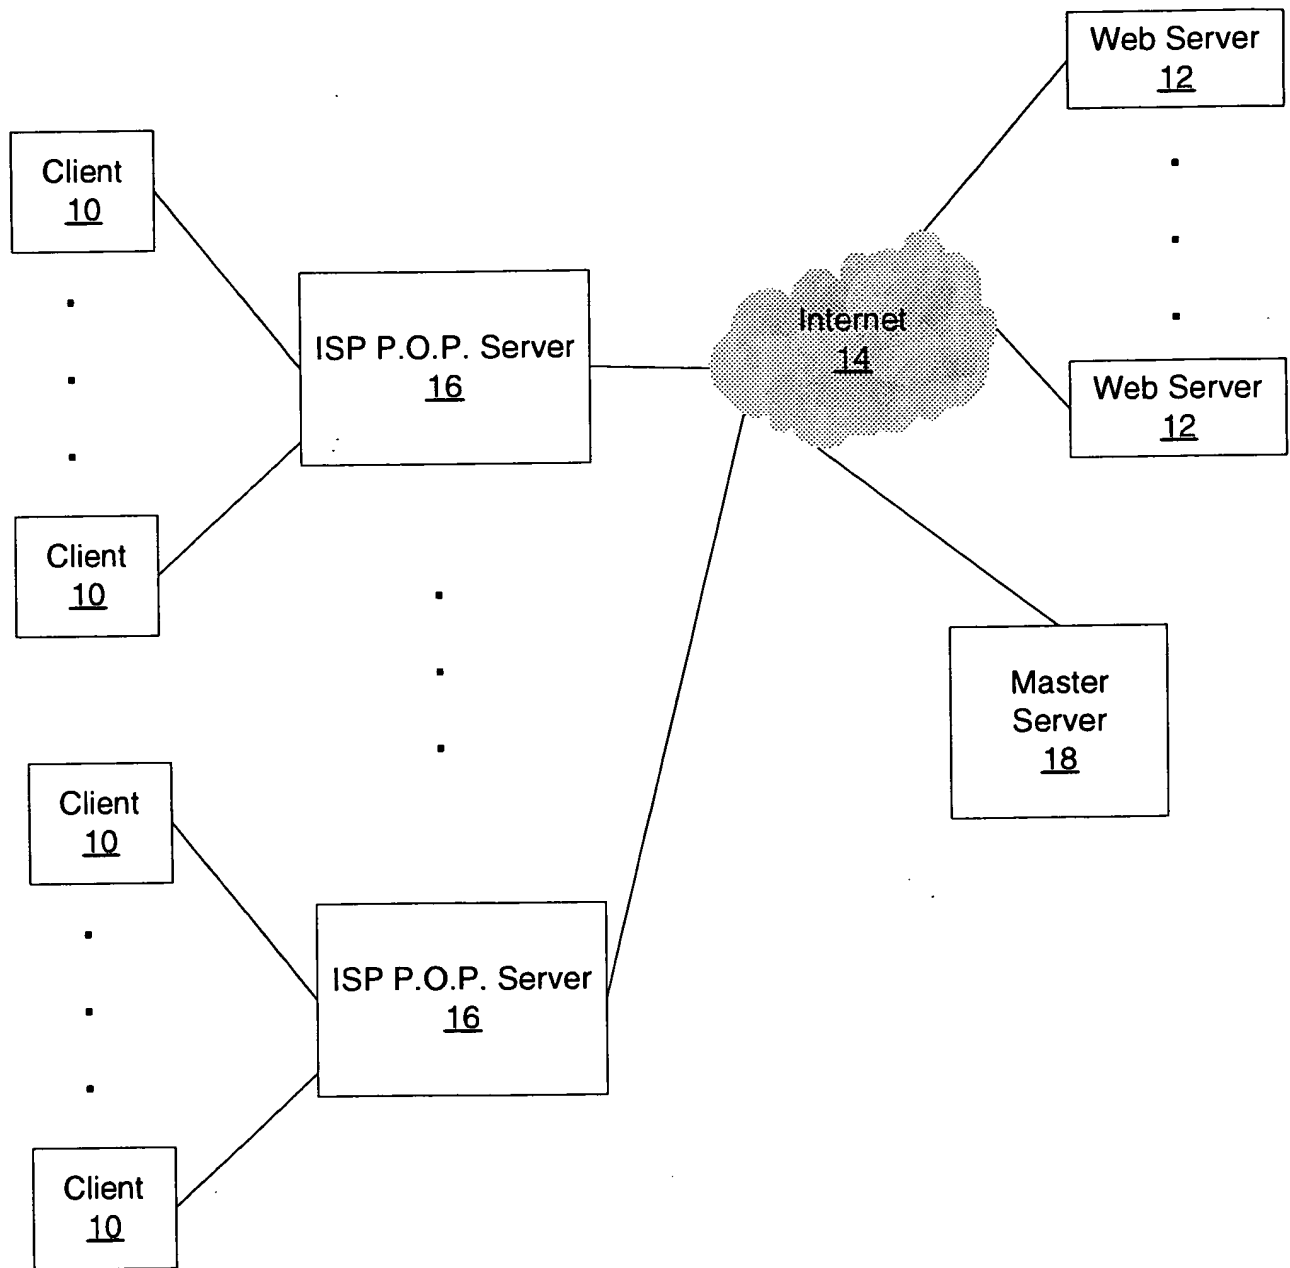 Web Server
12
Client
10
ISP P.O.P. Server
16
Internet
14
Web Server
12
Client
10
Master
Server
18
Client
10
ISP P.O.P. Server
16
Client
10